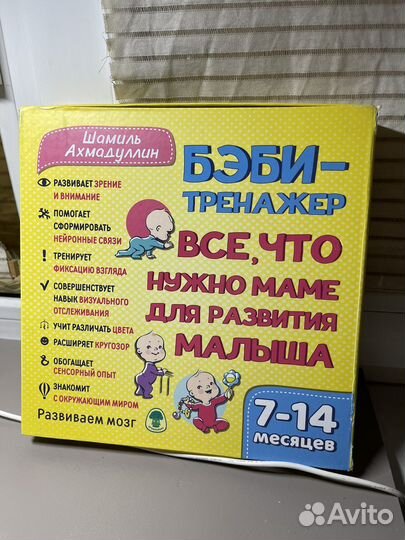 Шамиль
Ахмадуллин
БЭБИ-
ТРЕНАЖЕР
ВСЕ, ЧТО
НУЖНО МАМЕ
ДЛЯ РАЗВИТИЯ
МАЛЫША
РАЗВИВАЕТ ЗРЕНИЕ
И ВНИМАНИЕ
ПОМОГАЕТ
СФОРМИРОВАТЬ
НЕЙРОННЫЕ СВЯЗИ
ТРЕНИРУЕТ
ФИКСАЦИЮ ВЗГЛЯДА
СОВЕРШЕНСТВУЕТ
НАВЫК ВИЗУАЛЬНОГО
ОТСЛЕЖИВАНИЯ
УЧИТ РАЗЛИЧАТЬ ЦВЕТА
РАСШИРЯЕТ КРУГОЗОР
ОБОГАЩАЕТ
СЕНСОРНЫЙ ОПЫТ
ЗНАКОМИТ
С ОКРУЖАЮЩИМ МИРОМ
Развиваем мозг
7-14
месяцев
Avito